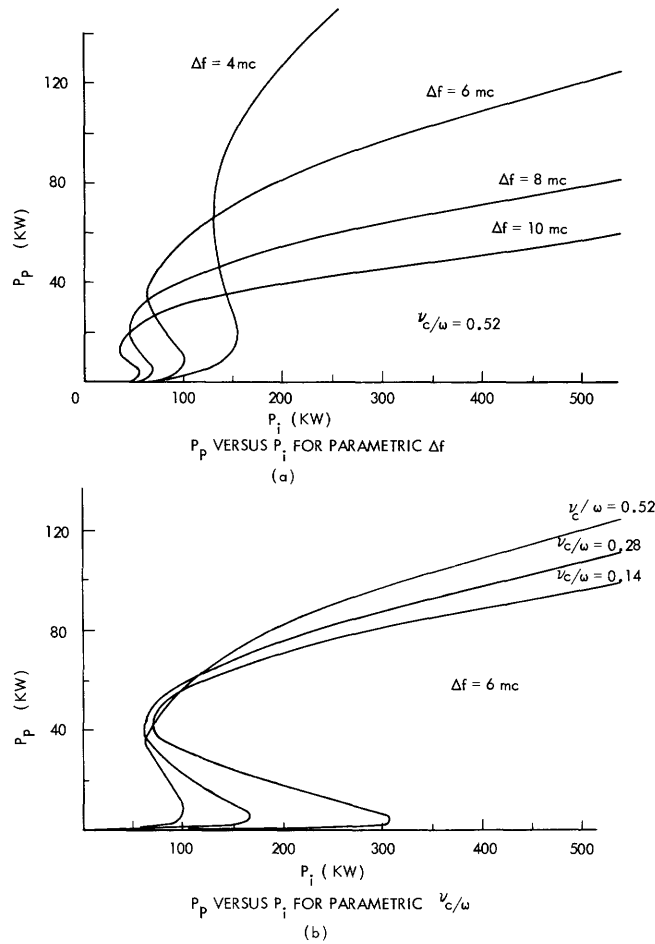 120
80
40
0
P_p (KW)
Δf = 4 mc
Δf = 6 mc
Δf = 8 mc
Δf = 10 mc
ν_c/ω = 0.52
100 200 300 400 500
P_i (KW)
P_p VERSUS P_i FOR PARAMETRIC Δf
(a)
120
80
40
P_p (KW)
ν_c/ω = 0.52
ν_c/ω = 0.28
ν_c/ω = 0.14
Δf = 6 mc
100 200 300 400 500
P_i (KW)
P_p VERSUS P_i FOR PARAMETRIC ν_c/ω
(b)